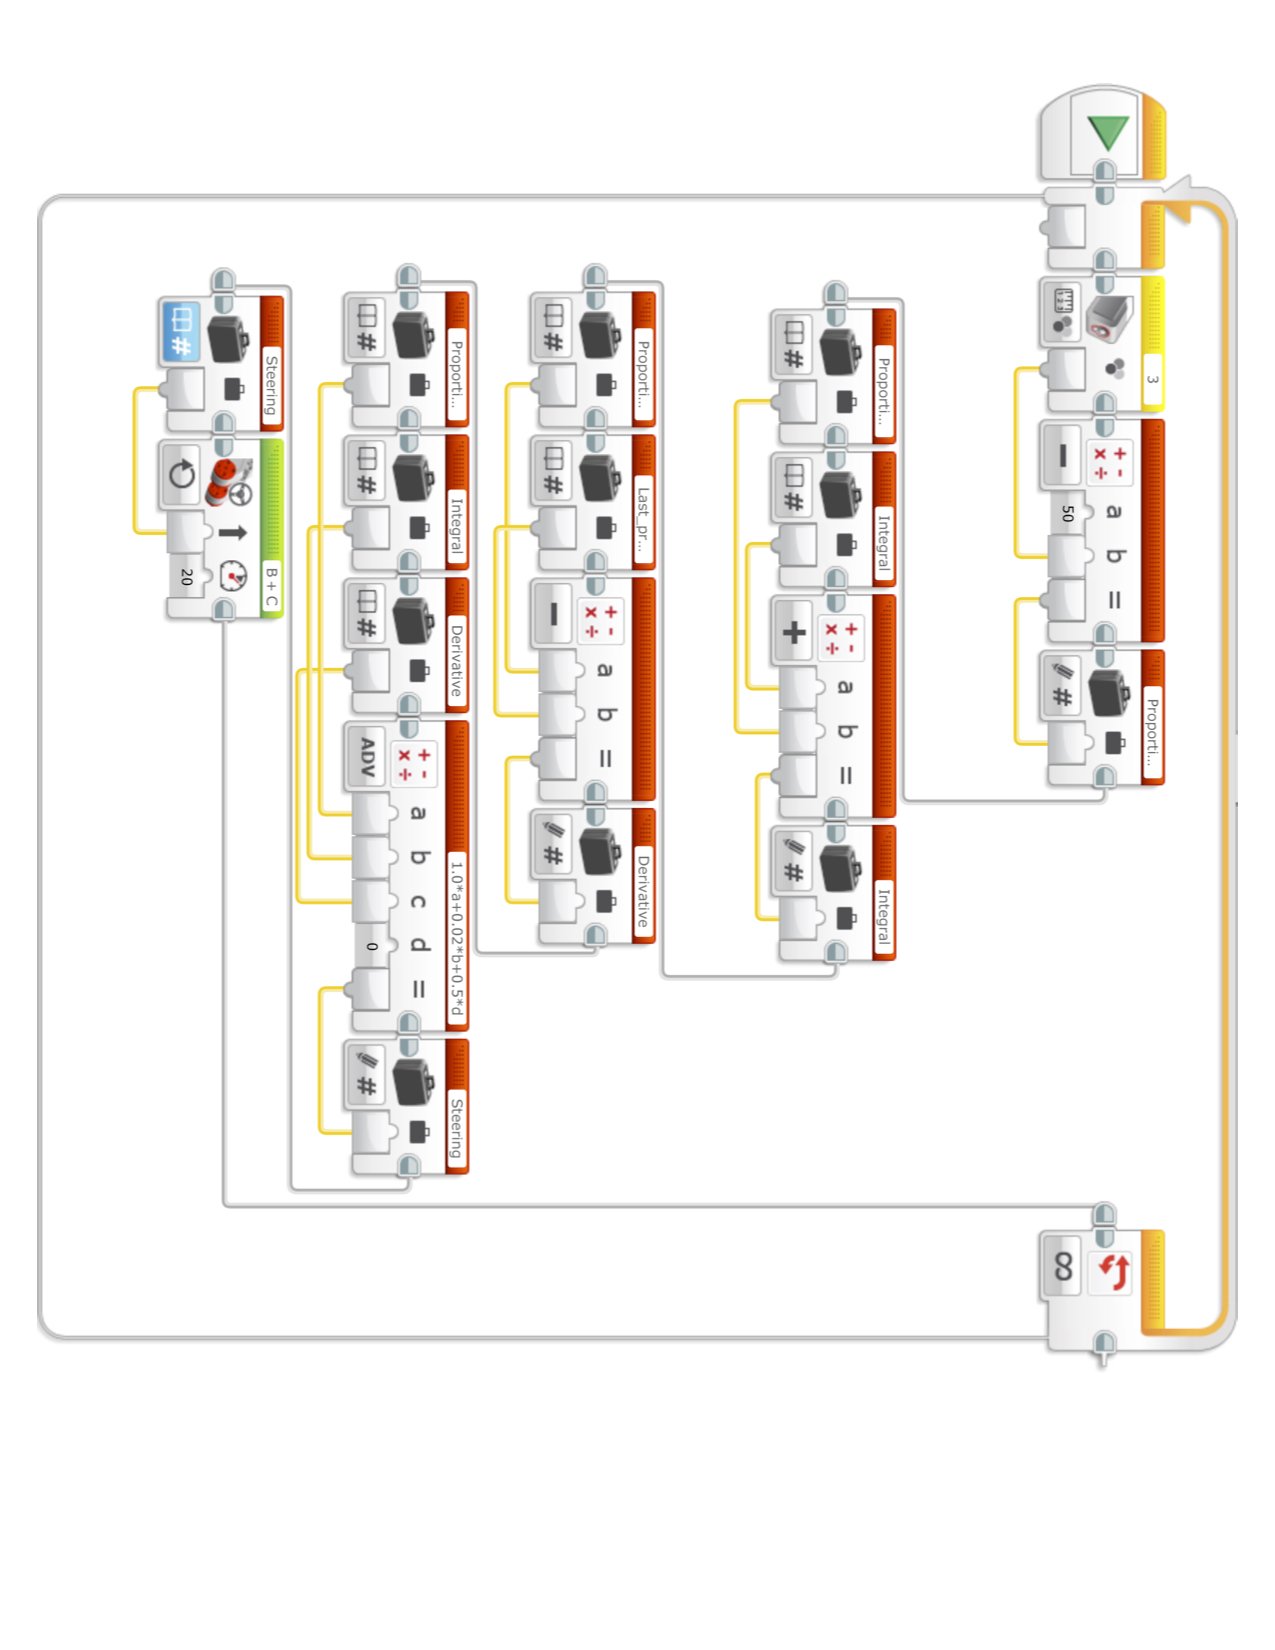 3
a b =
50
Proporti...
Proporti...
Integral
a b =
Integral
Proporti...
Last_pr...
a b =
Derivative
Proporti...
Integral
Derivative
1.0*a+0.02*b+0.5*d
ADV
a b c d =
0
Steering
Steering
B + C
20